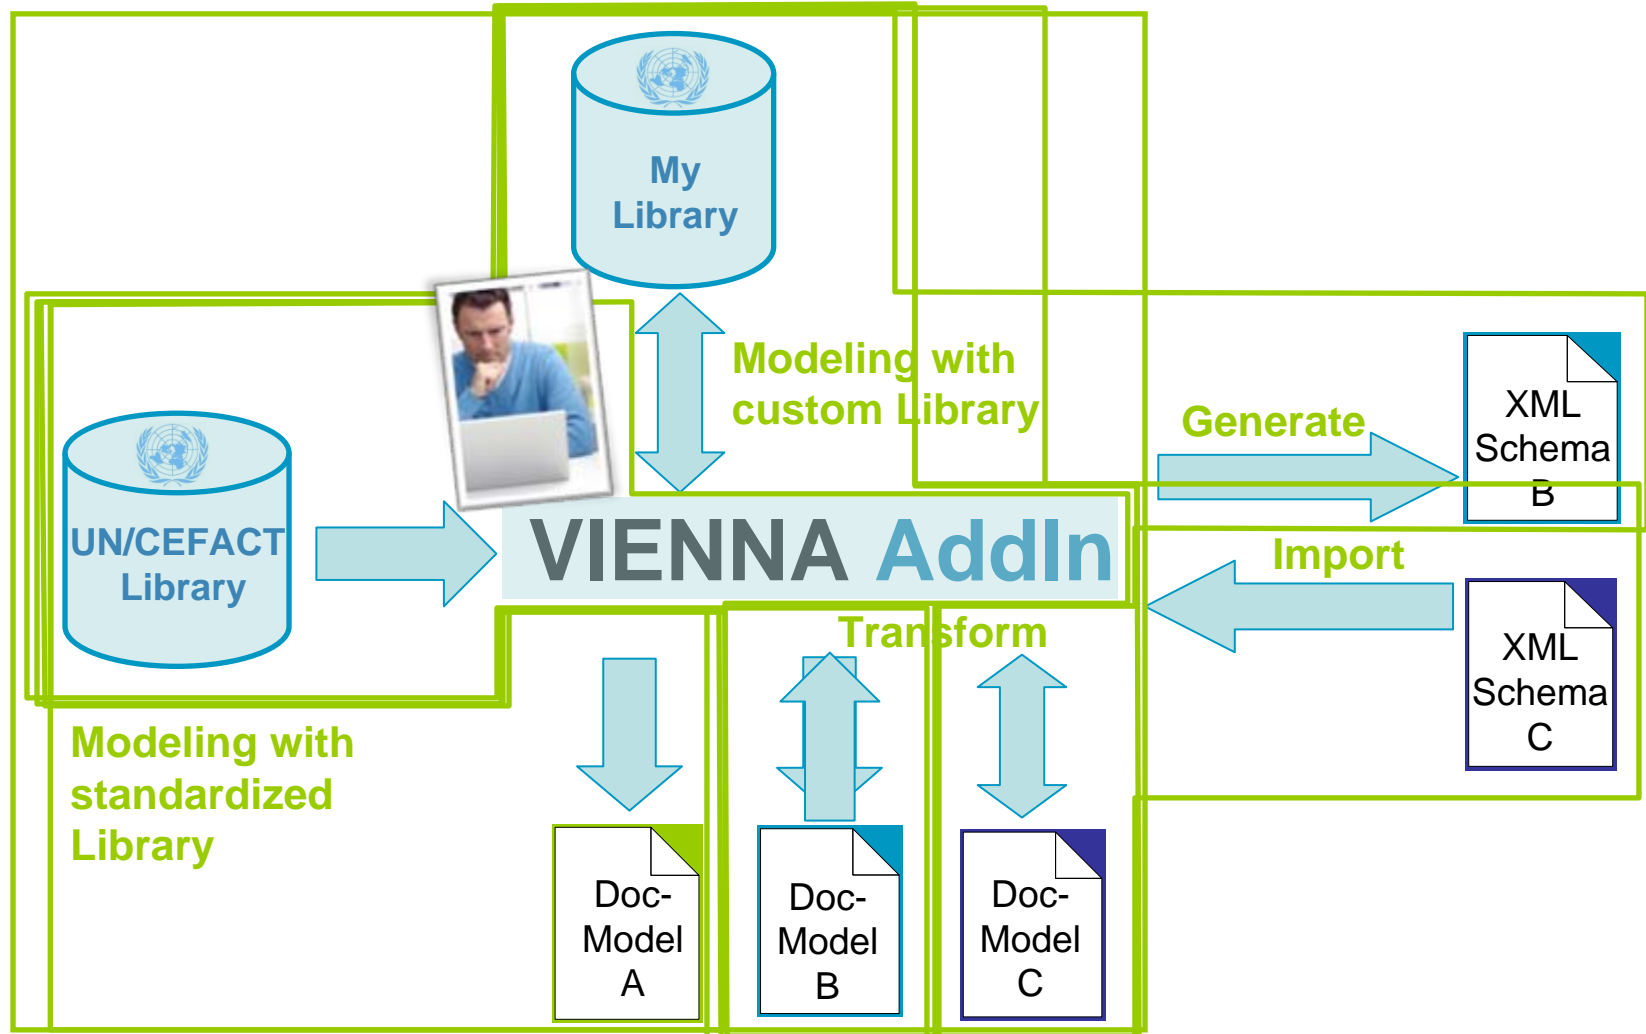 My
Library
Modeling with
custom Library
Generate
XML
Schema
B
UN/CEFACT
Library
VIENNA AddIn
Import
XML
Schema
C
Transform
Modeling with
standardized
Library
Doc-
Model
A
Doc-
Model
B
Doc-
Model
C